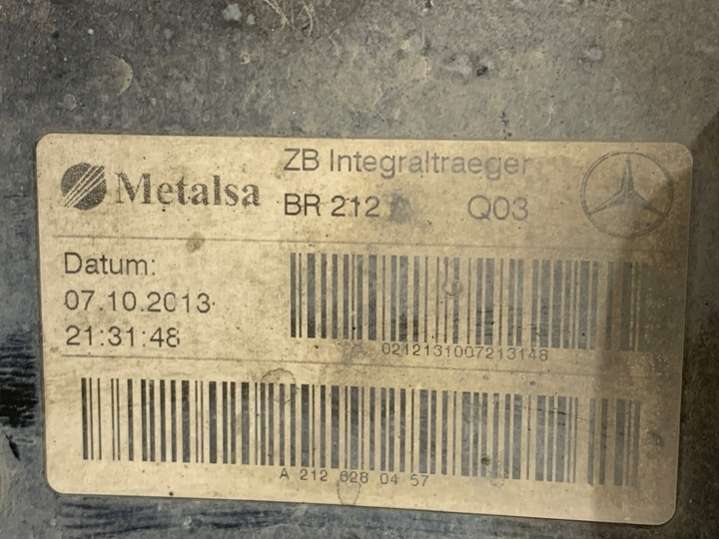 Metalsa
ZB Integraltraeger
BR 212 Q03
Datum:
07.10.2013
21:31:48
0212131007213148
A 212 628 04 57